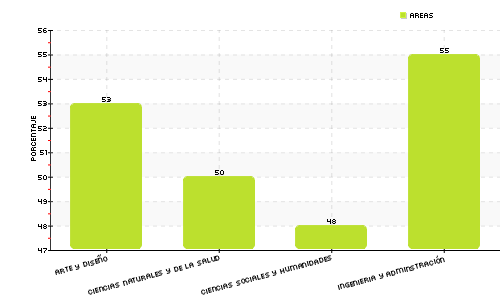 AREAS
56
55
54
53
52
51
50
49
48
47
PORCENTAJE
53
50
48
55
ARTE Y DISEÑO
CIENCIAS NATURALES Y DE LA SALUD
CIENCIAS SOCIALES Y HUMANIDADES
INGENIERIA Y ADMINSTRACIÓN